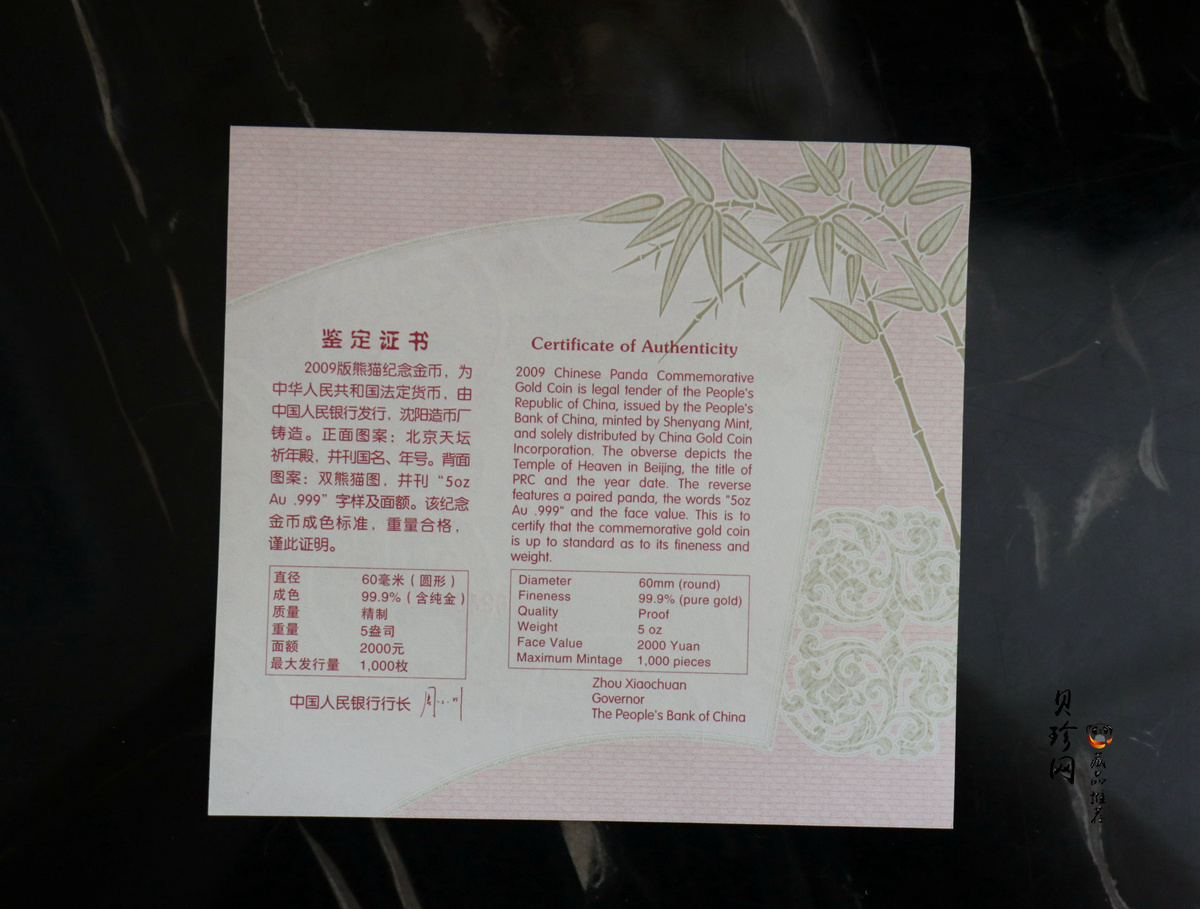 鉴定证书
2009版熊猫纪念金币，为
中华人民共和国法定货币，由
中国人民银行发行，沈阳造币厂
铸造。正面图案：北京天坛
祈年殿，并刊国名、年号。背面
图案：双熊猫图，并刊“5oz
Au .999”字样及面额。该纪念
金币成色标准，重量合格，
谨此证明。
直径 60毫米（圆形）
成色 99.9%（含纯金）
质量 精制
重量 5盎司
面额 2000元
最大发行量 1,000枚
中国人民银行行长
Certificate of Authenticity
2009 Chinese Panda Commemorative
Gold Coin is legal tender of the People's
Republic of China, issued by the People's
Bank of China, minted by Shenyang Mint,
and solely distributed by China Gold Coin
Incorporation. The obverse depicts the
Temple of Heaven in Beijing, the title of
PRC and the year date. The reverse
features a paired panda, the words "5oz
Au .999" and the face value. This is to
certify that the commemorative gold coin
is up to standard as to its fineness and
weight.
Diameter 60mm (round)
Fineness 99.9% (pure gold)
Quality Proof
Weight 5 oz
Face Value 2000 Yuan
Maximum Mintage 1,000 pieces
Zhou Xiaochuan
Governor
The People's Bank of China
贝珍网
藏品推荐